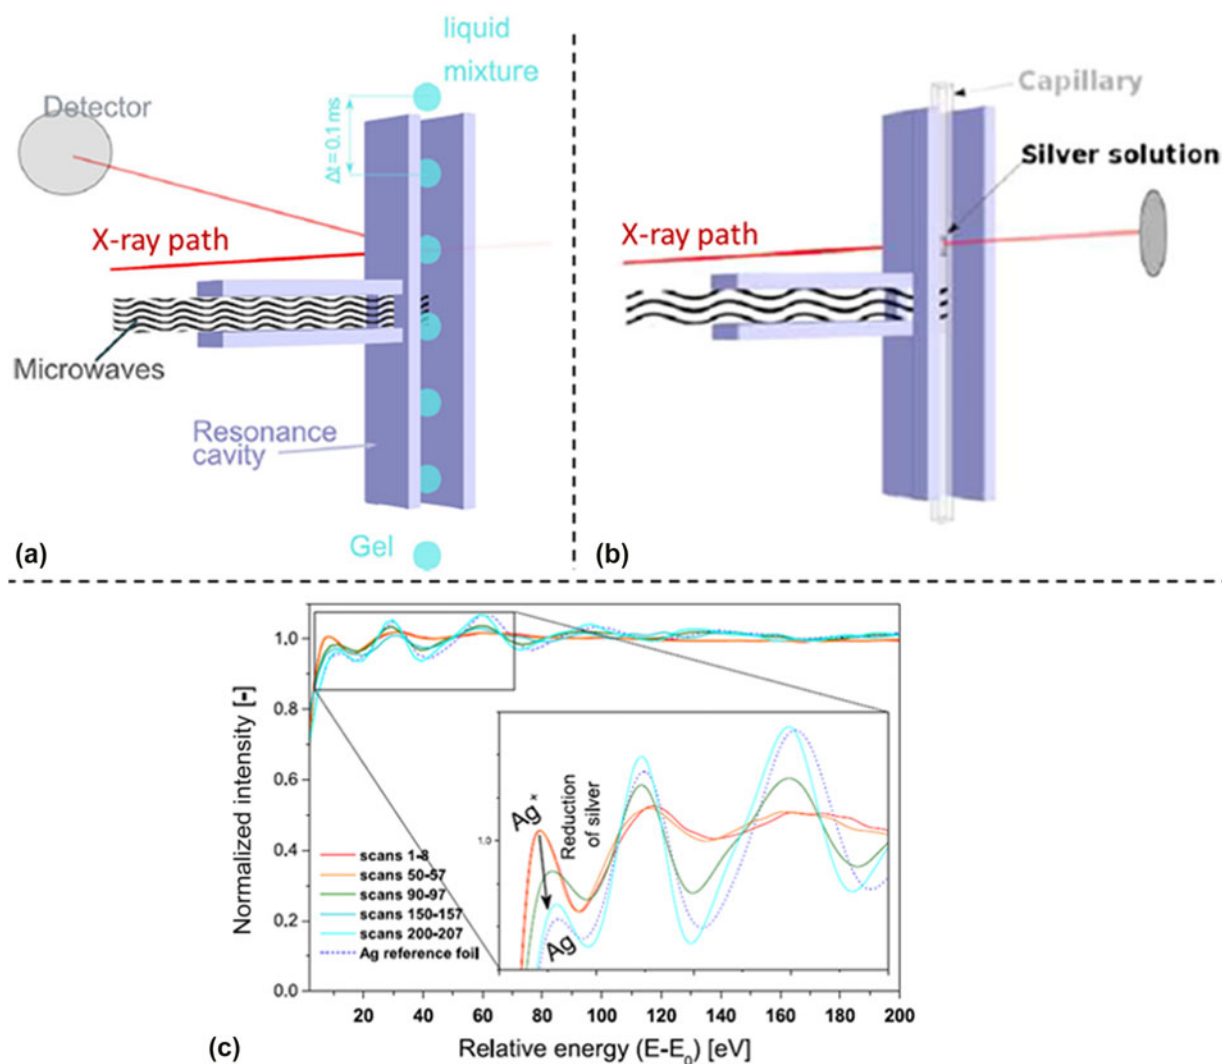 liquid
mixture
Detector
Δt = 0.1 ms
X-ray path
Microwaves
Resonance
cavity
Gel
(a)
Capillary
Silver solution
X-ray path
(b)
Normalized intensity [-]
1.0
0.8
0.6
0.4
0.2
0.0
scans 1-8
scans 50-57
scans 90-97
scans 150-157
scans 200-207
Ag reference foil
1.0
Ag ˣ
Reduction
of silver
Ag
20 40 60 80 100 120 140 160 180 200
Relative energy (E-E₀) [eV]
(c)